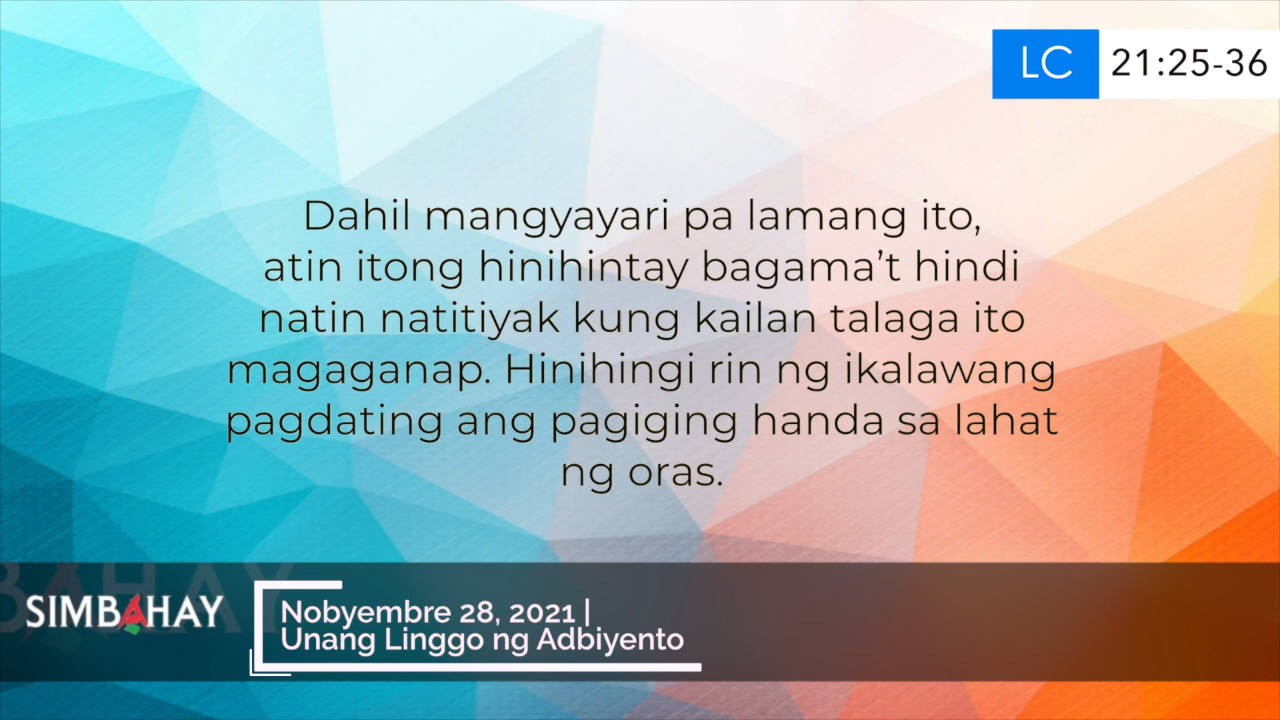 LC 21:25-36
Dahil mangyayari pa lamang ito,
atin itong hinihintay bagama’t hindi
natin natitiyak kung kailan talaga ito
magaganap. Hinihingi rin ng ikalawang
pagdating ang pagiging handa sa lahat
ng oras.
SIMBAHAY
Nobyembre 28, 2021 |
Unang Linggo ng Adbiyento